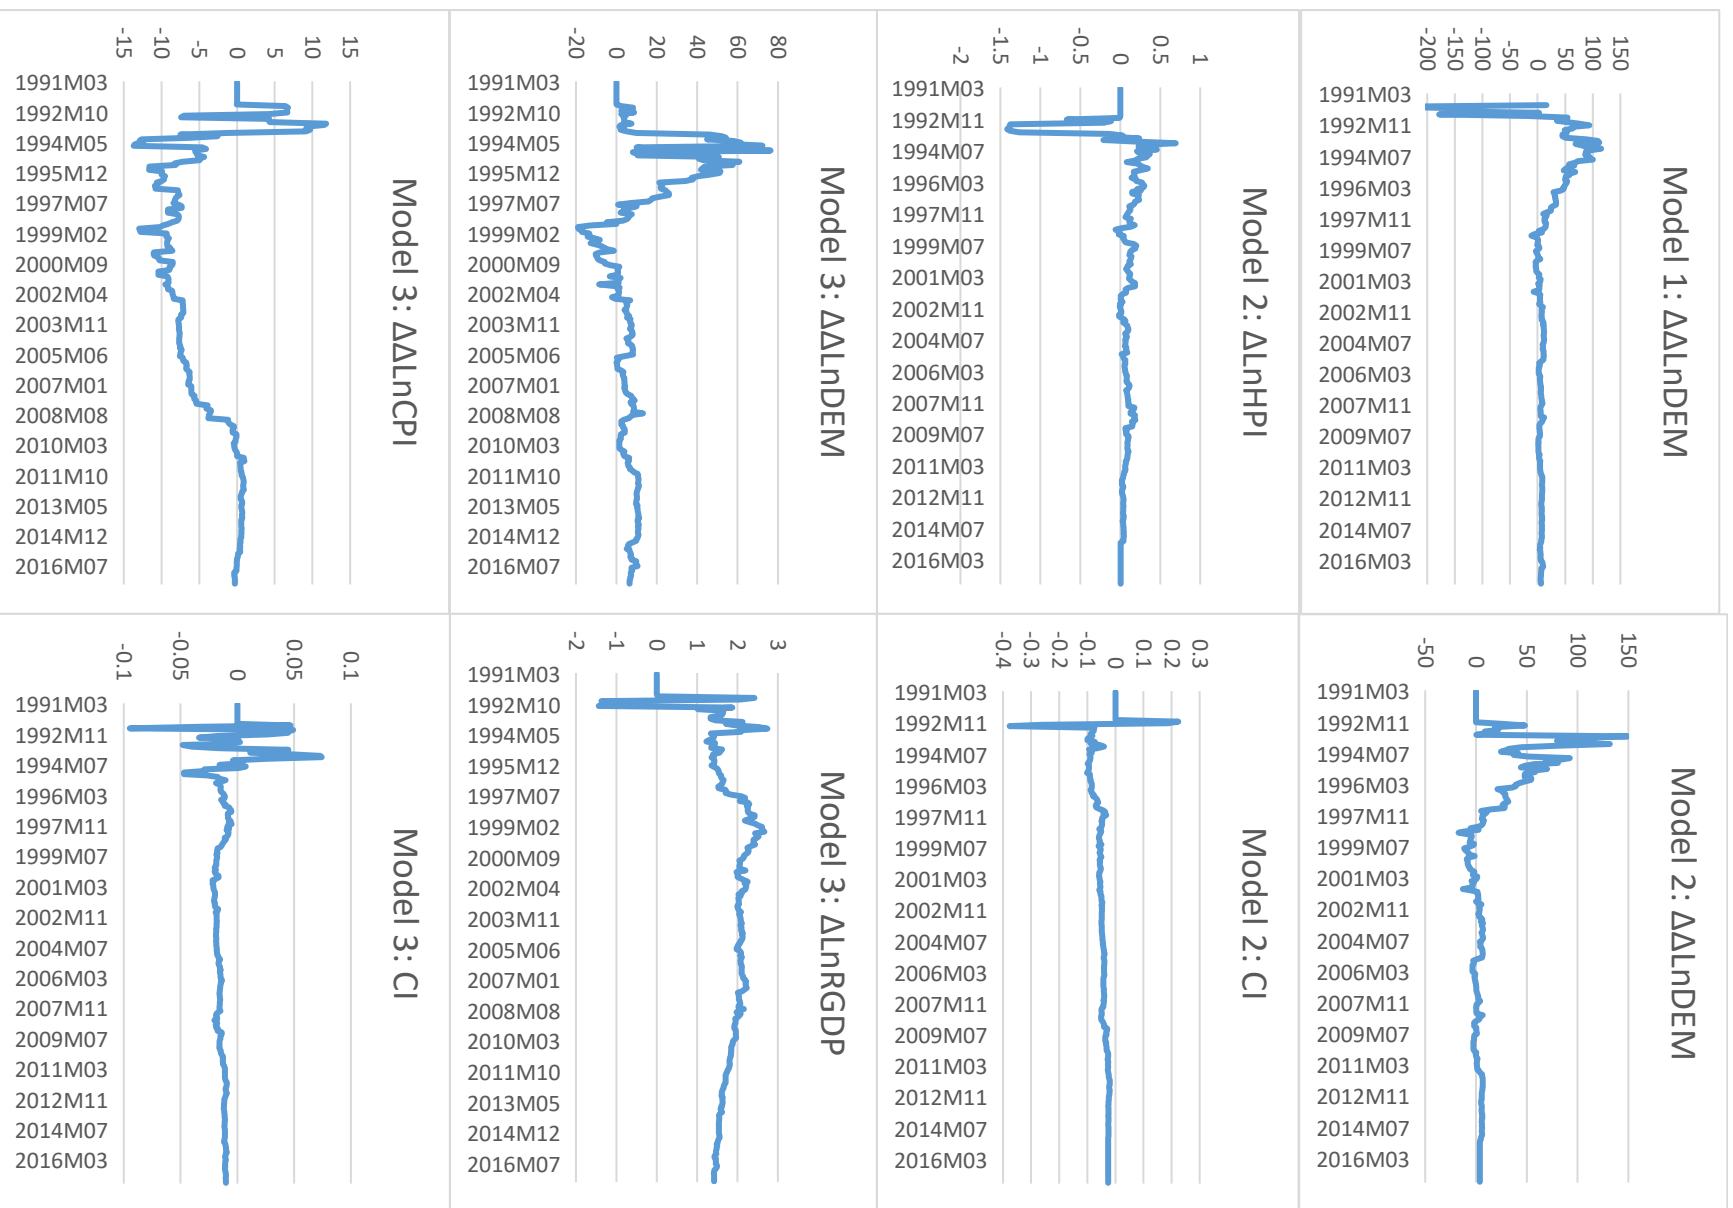 Model 1: ΔΔLnDEM
150
100
50
0
-50
-100
-150
-200
1991M03
1992M11
1994M07
1996M03
1997M11
1999M07
2001M03
2002M11
2004M07
2006M03
2007M11
2009M07
2011M03
2012M11
2014M07
2016M03
Model 2: ΔΔLnDEM
150
100
50
0
-50
1991M03
1992M11
1994M07
1996M03
1997M11
1999M07
2001M03
2002M11
2004M07
2006M03
2007M11
2009M07
2011M03
2012M11
2014M07
2016M03
Model 2: ΔLnHPI
1
0.5
0
-0.5
-1
-1.5
-2
1991M03
1992M11
1994M07
1996M03
1997M11
1999M07
2001M03
2002M11
2004M07
2006M03
2007M11
2009M07
2011M03
2012M11
2014M07
2016M03
Model 2: CI
0.3
0.2
0.1
0
-0.1
-0.2
-0.3
-0.4
1991M03
1992M11
1994M07
1996M03
1997M11
1999M07
2001M03
2002M11
2004M07
2006M03
2007M11
2009M07
2011M03
2012M11
2014M07
2016M03
Model 3: ΔΔLnDEM
80
60
40
20
0
-20
1991M03
1992M10
1994M05
1995M12
1997M07
1999M02
2000M09
2002M04
2003M11
2005M06
2007M01
2008M08
2010M03
2011M10
2013M05
2014M12
2016M07
Model 3: ΔLnRGDP
3
2
1
0
-1
-2
1991M03
1992M10
1994M05
1995M12
1997M07
1999M02
2000M09
2002M04
2003M11
2005M06
2007M01
2008M08
2010M03
2011M10
2013M05
2014M12
2016M07
Model 3: ΔΔLnCPI
15
10
5
0
-5
-10
-15
1991M03
1992M10
1994M05
1995M12
1997M07
1999M02
2000M09
2002M04
2003M11
2005M06
2007M01
2008M08
2010M03
2011M10
2013M05
2014M12
2016M07
Model 3: CI
0.1
0.05
0
-0.05
-0.1
1991M03
1992M11
1994M07
1996M03
1997M11
1999M07
2001M03
2002M11
2004M07
2006M03
2007M11
2009M07
2011M03
2012M11
2014M07
2016M03